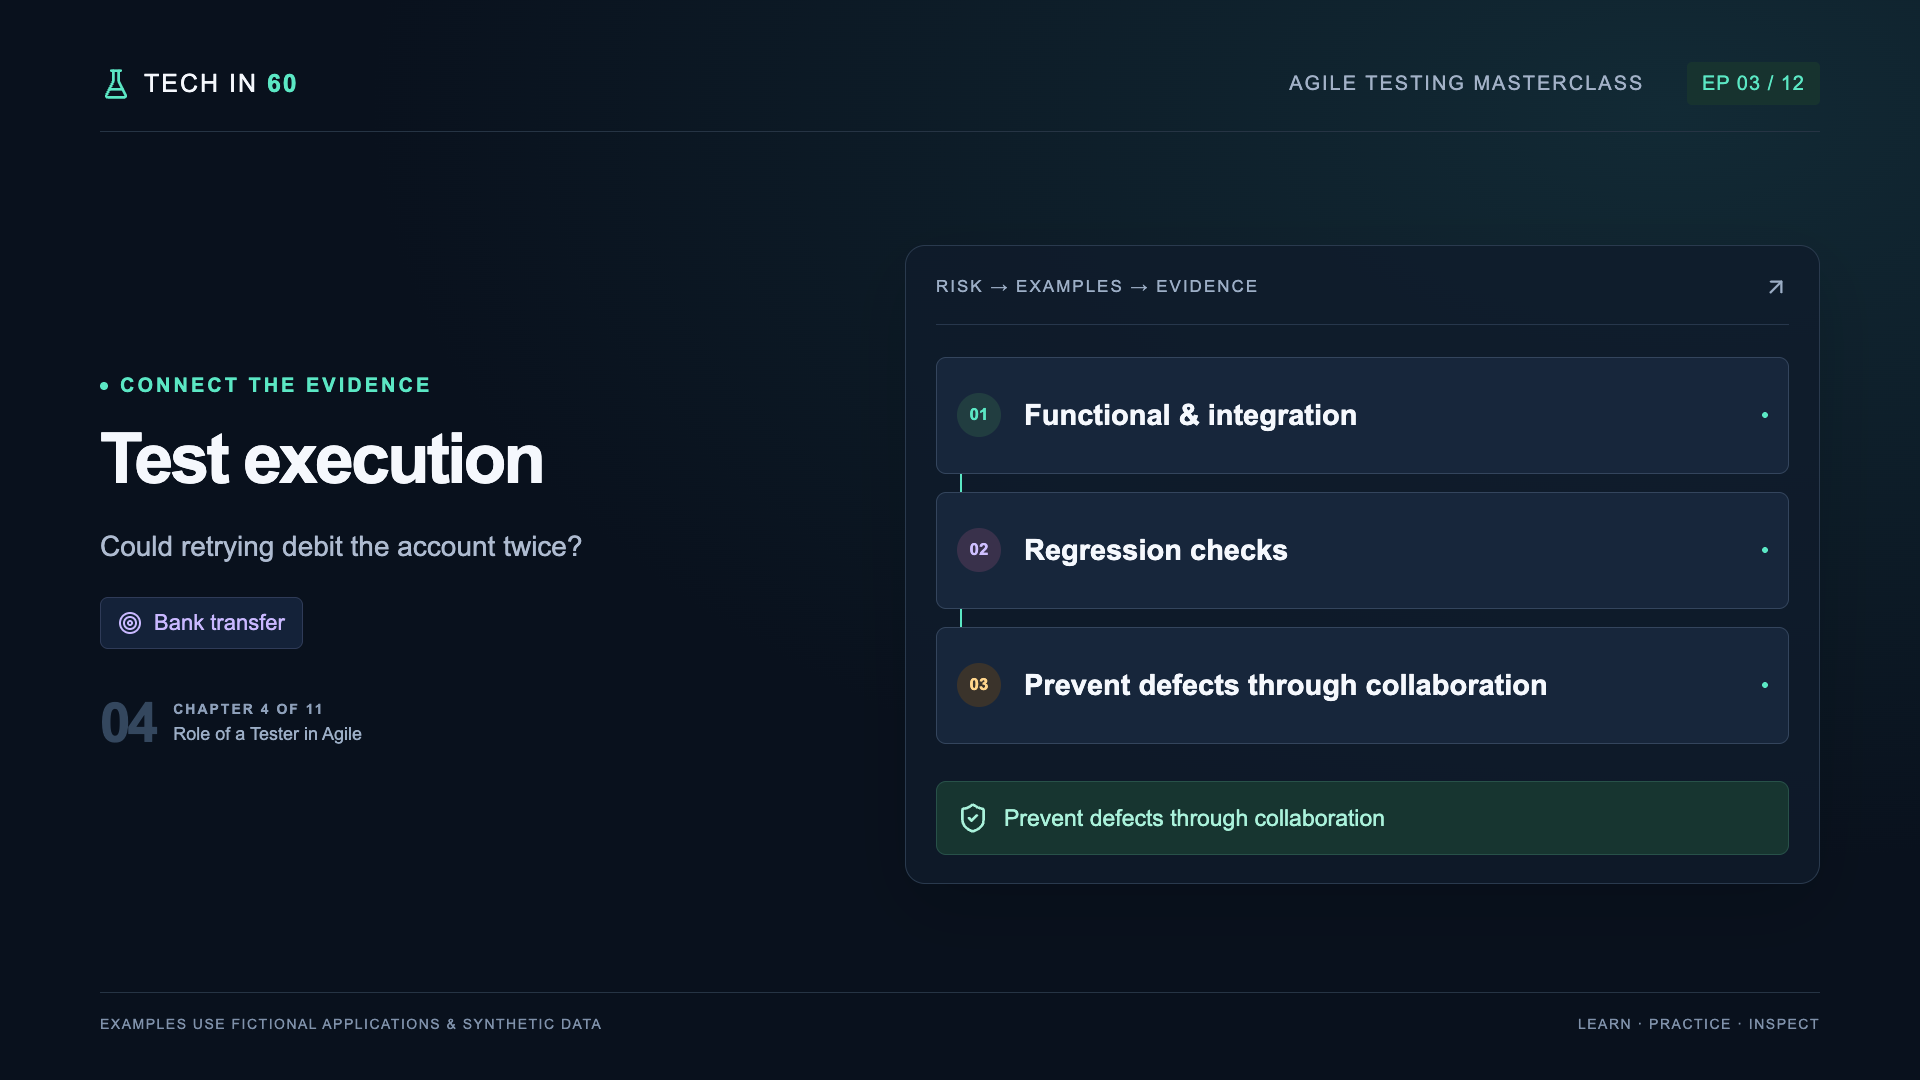 TECH IN 60
AGILE TESTING MASTERCLASS
EP 03 / 12
CONNECT THE EVIDENCE
Test execution
Could retrying debit the account twice?
Bank transfer
04
CHAPTER 4 OF 11
Role of a Tester in Agile
RISK → EXAMPLES → EVIDENCE
01
Functional & integration
02
Regression checks
03
Prevent defects through collaboration
Prevent defects through collaboration
EXAMPLES USE FICTIONAL APPLICATIONS & SYNTHETIC DATA
LEARN · PRACTICE · INSPECT